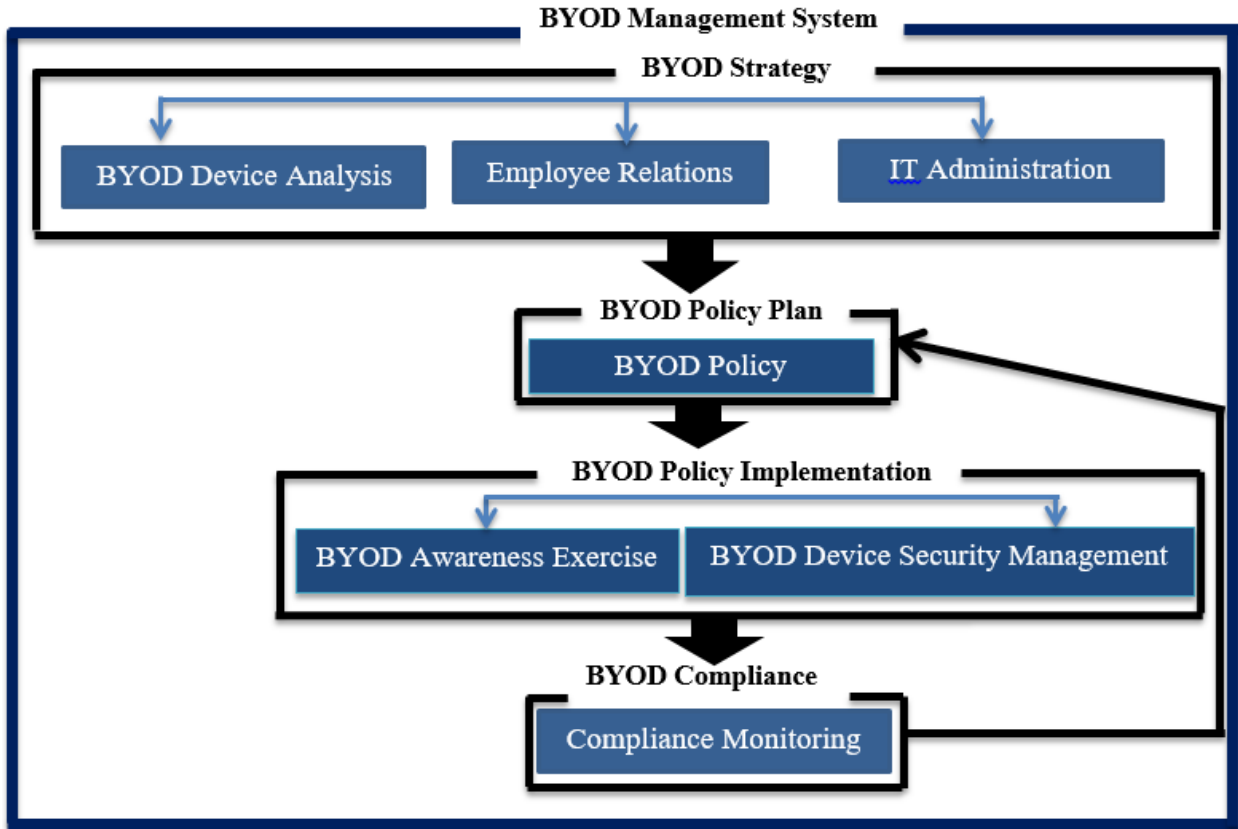 BYOD Management System
BYOD Strategy
BYOD Device Analysis
Employee Relations
IT Administration
BYOD Policy Plan
BYOD Policy
BYOD Policy Implementation
BYOD Awareness Exercise
BYOD Device Security Management
BYOD Compliance
Compliance Monitoring